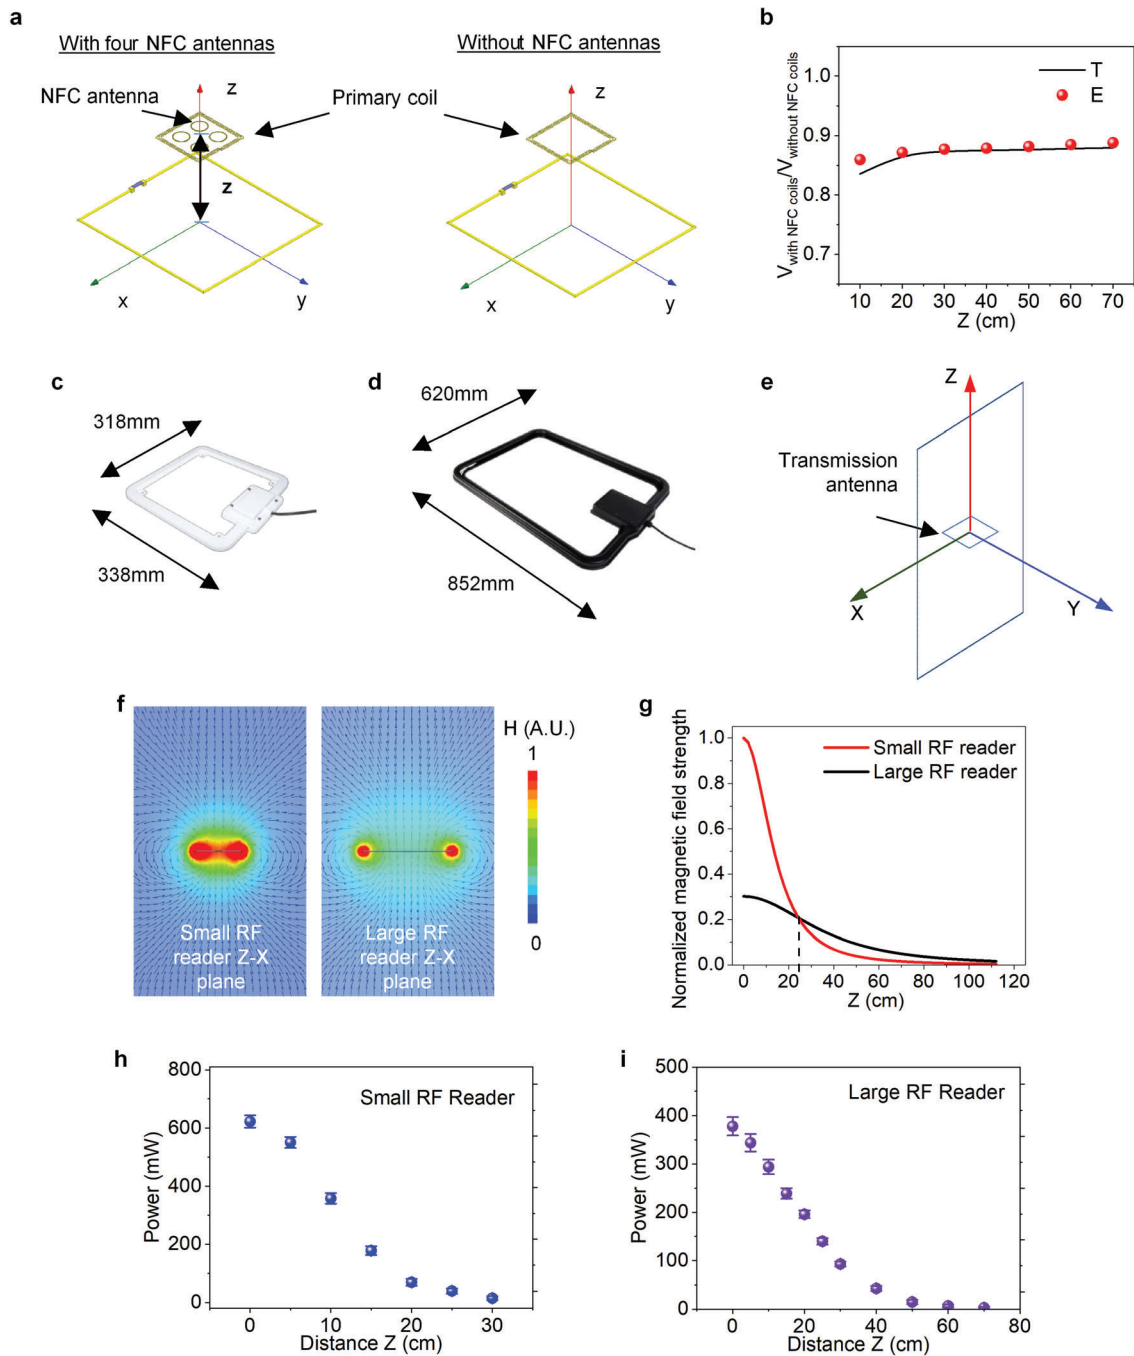 a
With four NFC antennas
Without NFC antennas
NFC antenna
Primary coil
z
z
z
x
y
x
y
b
V with NFC coils/V without NFC coils
1.0
0.9
0.8
0.7
T
E
10 20 30 40 50 60 70
Z (cm)
c
318mm
338mm
d
620mm
852mm
e
Z
Transmission
antenna
X
Y
f
H (A.U.)
1
0
Small RF
reader Z-X
plane
Large RF
reader Z-X
plane
g
Normalized magnetic field strength
1.0
0.8
0.6
0.4
0.2
0.0
Small RF reader
Large RF reader
0 20 40 60 80 100 120
Z (cm)
h
Power (mW)
800
600
400
200
0
Small RF Reader
0 10 20 30
Distance Z (cm)
i
Power (mW)
500
400
300
200
100
0
Large RF Reader
0 20 40 60 80
Distance Z (cm)